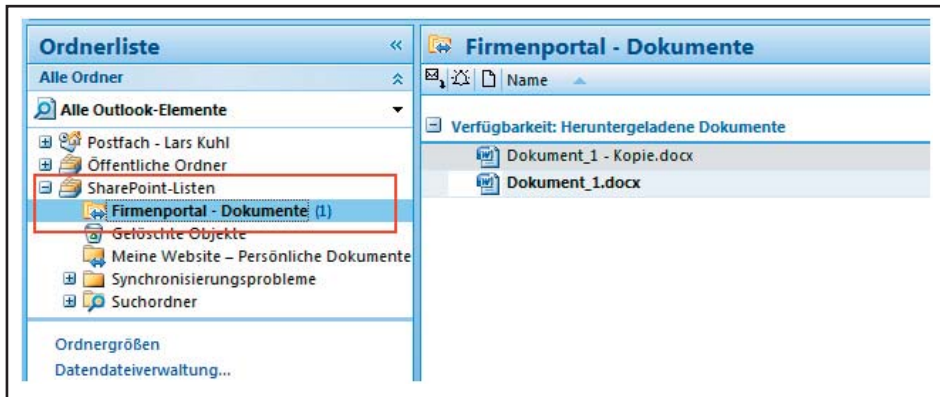 Ordnerliste
Alle Ordner
Alle Outlook-Elemente
Postfach - Lars Kuhl
Öffentliche Ordner
SharePoint-Listen
Firmenportal - Dokumente (1)
Gelöschte Objekte
Meine Website – Persönliche Dokumente
Synchronisierungsprobleme
Suchordner
Ordnergrößen
Datendateiverwaltung...
Firmenportal - Dokumente
Name
Verfügbarkeit: Heruntergeladene Dokumente
Dokument_1 - Kopie.docx
Dokument_1.docx